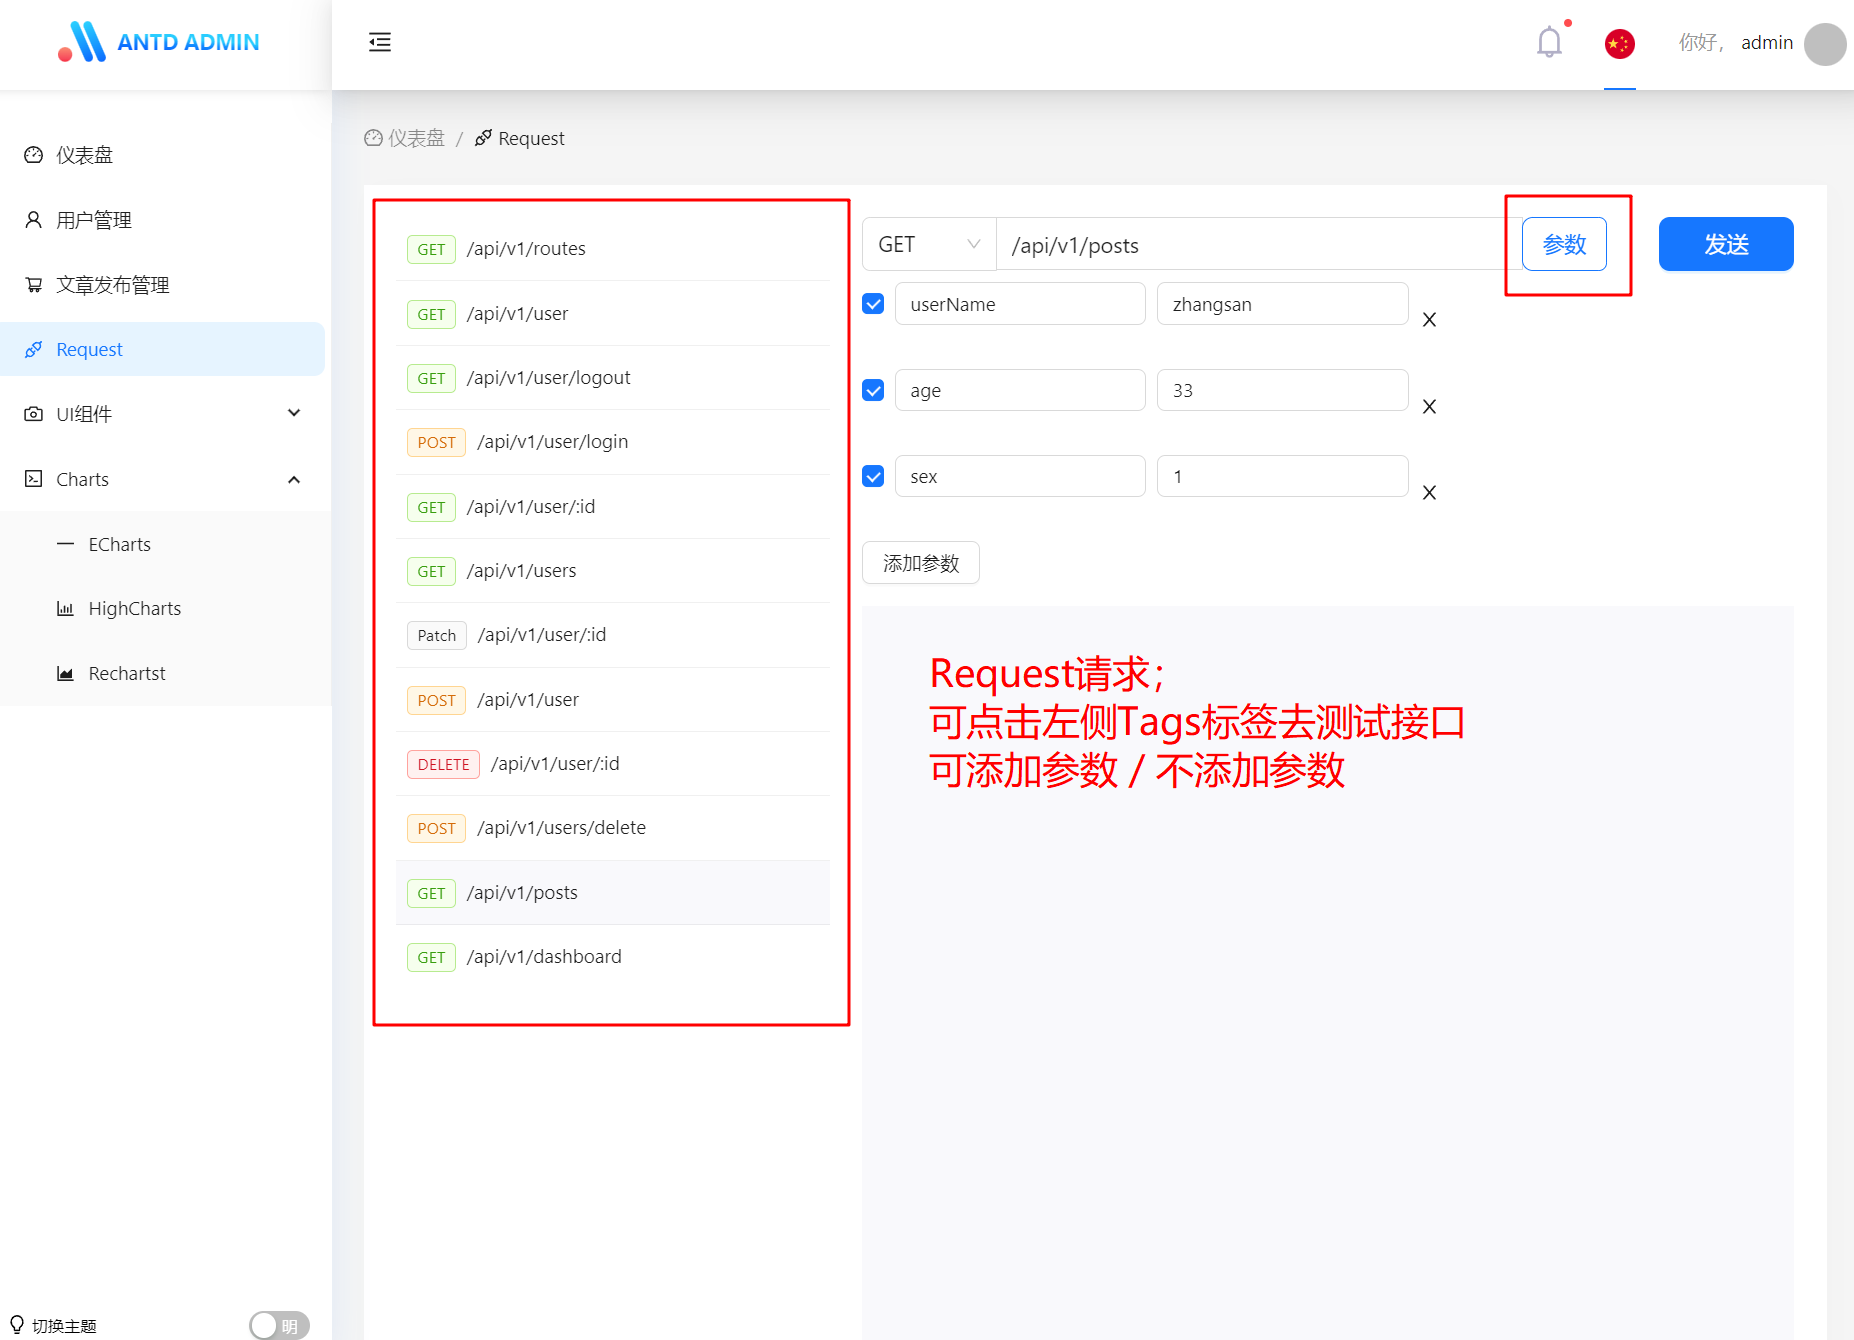 ANTD ADMIN
你好， admin
仪表盘
用户管理
文章发布管理
Request
UI组件
Charts
ECharts
HighCharts
Rechartst
切换主题 明
仪表盘 / Request
GET /api/v1/routes
GET /api/v1/user
GET /api/v1/user/logout
POST /api/v1/user/login
GET /api/v1/user/:id
GET /api/v1/users
Patch /api/v1/user/:id
POST /api/v1/user
DELETE /api/v1/user/:id
POST /api/v1/users/delete
GET /api/v1/posts
GET /api/v1/dashboard
GET /api/v1/posts 参数 发送
userName zhangsan X
age 33 X
sex 1 X
添加参数
Request请求；
可点击左侧Tags标签去测试接口
可添加参数 / 不添加参数